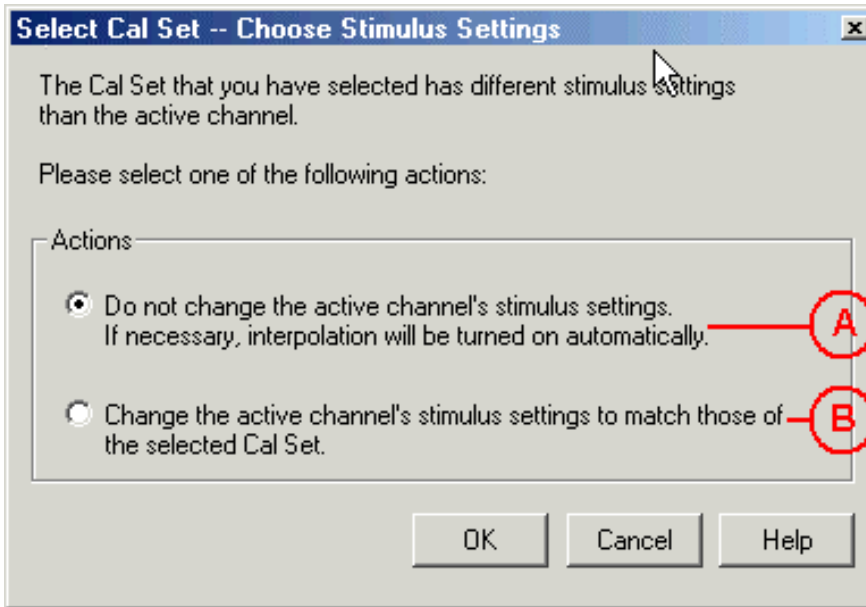 Select Cal Set -- Choose Stimulus Settings
The Cal Set that you have selected has different stimulus settings
than the active channel.
Please select one of the following actions:
Actions
Do not change the active channel's stimulus settings.
If necessary, interpolation will be turned on automatically.
A
Change the active channel's stimulus settings to match those of
the selected Cal Set.
B
OK
Cancel
Help